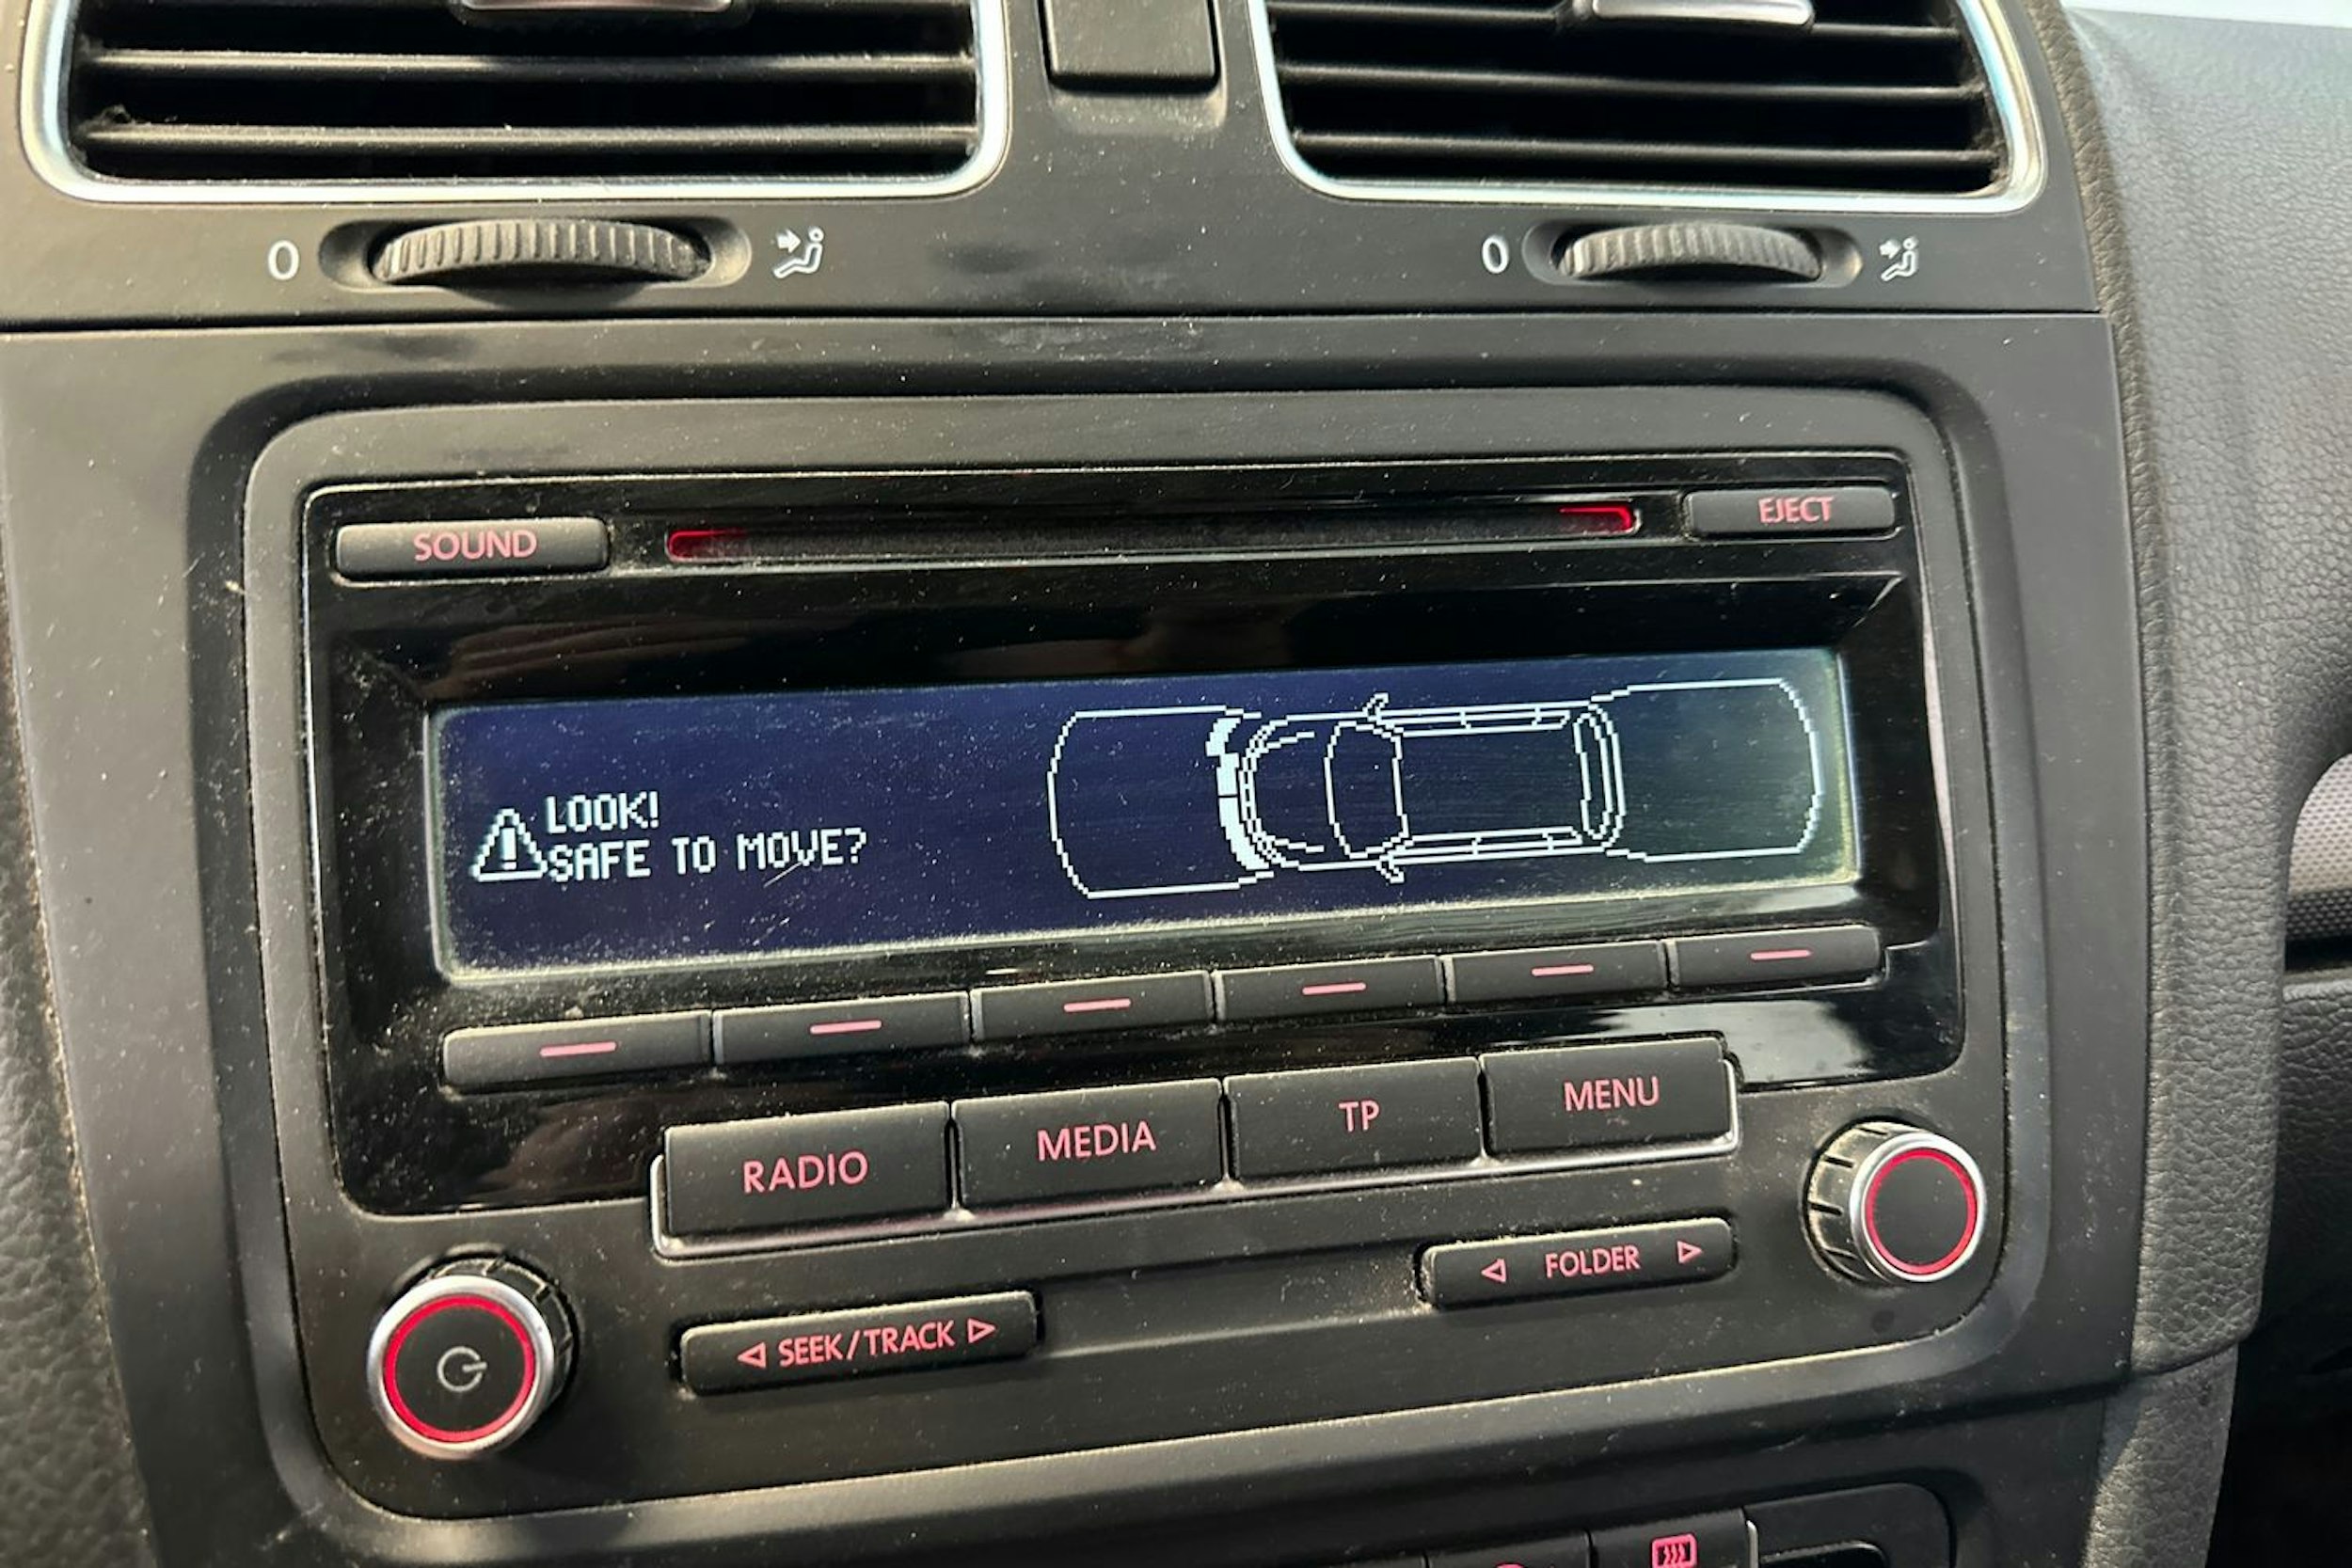 0
0
SOUND
EJECT
LOOK!
SAFE TO MOVE?
RADIO
MEDIA
TP
MENU
SEEK/TRACK
FOLDER